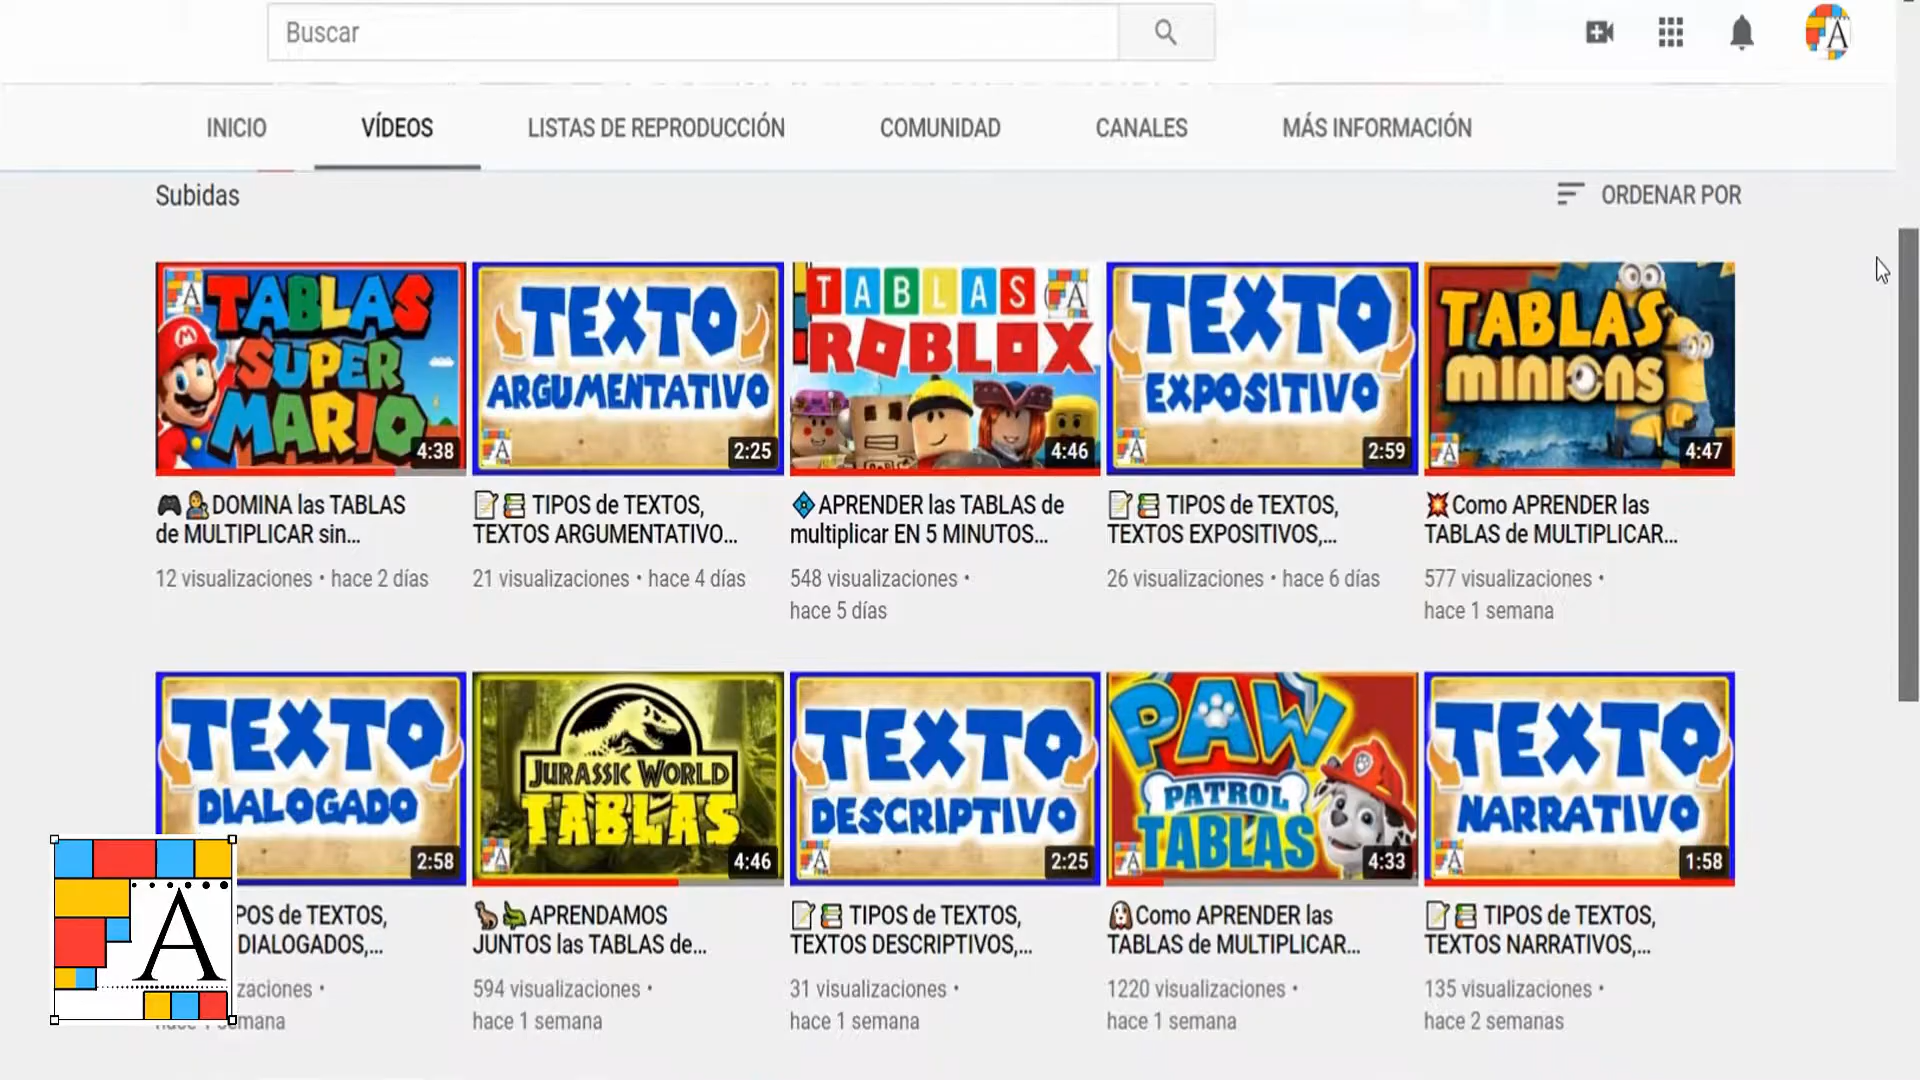 Buscar
A
INICIO
VÍDEOS
LISTAS DE REPRODUCCIÓN
COMUNIDAD
CANALES
MÁS INFORMACIÓN
Subidas
ORDENAR POR
A
TABLAS
SUPER
MARIO
M
4:38
TEXTO
ARGUMENTATIVO
A
2:25
TABLAS
A
ROBLOX
4:46
TEXTO
EXPOSITIVO
A
2:59
TABLAS
MINIONS
A
4:47
DOMINA las TABLAS
de MULTIPLICAR sin...
12 visualizaciones • hace 2 días
TIPOS de TEXTOS,
TEXTOS ARGUMENTATIVO...
21 visualizaciones • hace 4 días
APRENDER las TABLAS de
multiplicar EN 5 MINUTOS...
548 visualizaciones •
hace 5 días
TIPOS de TEXTOS,
TEXTOS EXPOSITIVOS,...
26 visualizaciones • hace 6 días
Como APRENDER las
TABLAS de MULTIPLICAR...
577 visualizaciones •
hace 1 semana
TEXTO
DIALOGADO
2:58
JURASSIC WORLD
TABLAS
A
4:46
TEXTO
DESCRIPTIVO
A
2:25
PAW
PATROL
TABLAS
A
4:33
TEXTO
NARRATIVO
A
1:58
A
POS de TEXTOS,
DIALOGADOS,...
zaciones •
hace 1 semana
APRENDAMOS
JUNTOS las TABLAS de...
594 visualizaciones •
hace 1 semana
TIPOS de TEXTOS,
TEXTOS DESCRIPTIVOS,...
31 visualizaciones •
hace 1 semana
Como APRENDER las
TABLAS de MULTIPLICAR...
1220 visualizaciones •
hace 1 semana
TIPOS de TEXTOS,
TEXTOS NARRATIVOS,...
135 visualizaciones •
hace 2 semanas